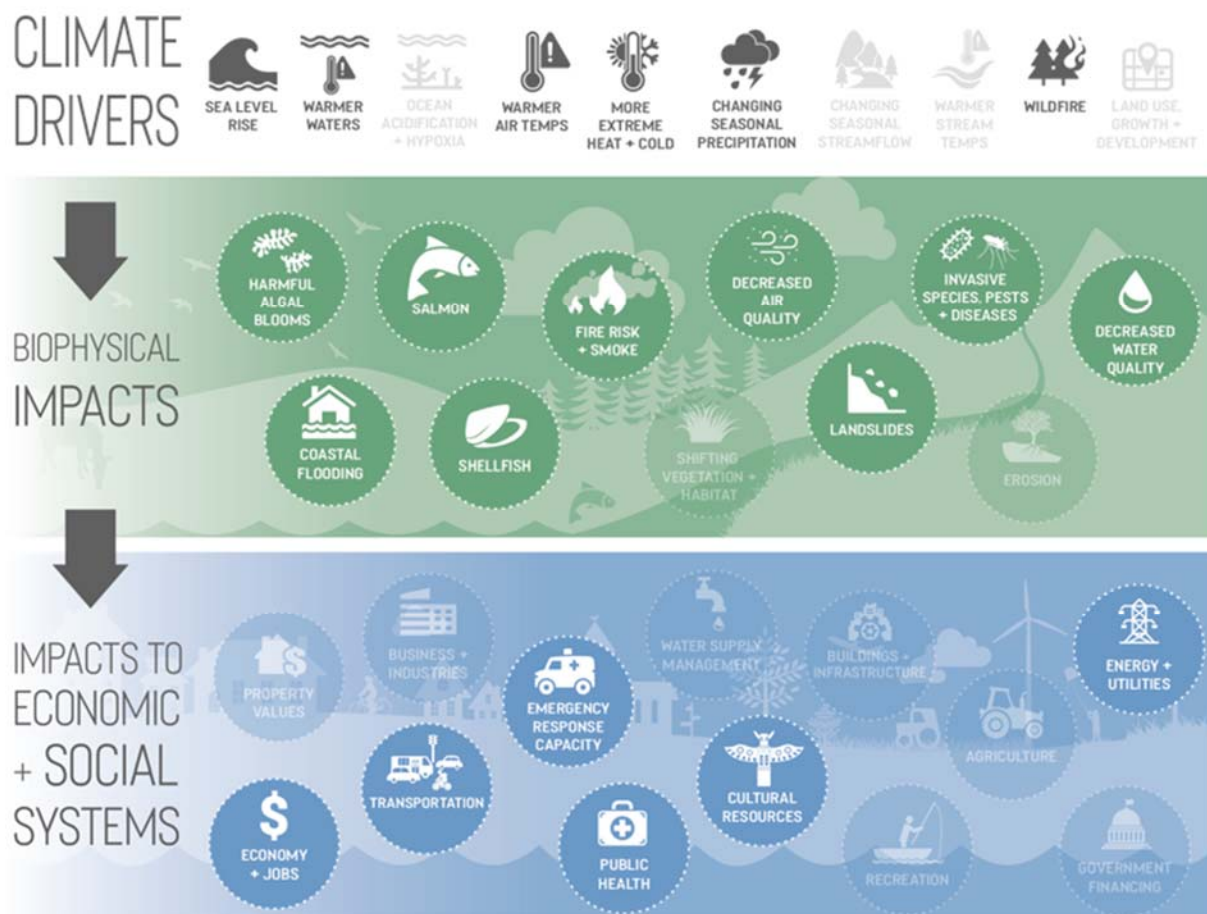 CLIMATE
DRIVERS
SEA LEVEL
RISE
WARMER
WATERS
OCEAN
ACIDIFICATION
+ HYPOXIA
WARMER
AIR TEMPS
MORE
EXTREME
HEAT + COLD
CHANGING
SEASONAL
PRECIPITATION
CHANGING
SEASONAL
STREAMFLOW
WARMER
STREAM
TEMPS
WILDFIRE
LAND USE,
GROWTH +
DEVELOPMENT
BIOPHYSICAL
IMPACTS
HARMFUL
ALGAL
BLOOMS
SALMON
FIRE RISK
+ SMOKE
DECREASED
AIR
QUALITY
INVASIVE
SPECIES, PESTS
+ DISEASES
DECREASED
WATER
QUALITY
COASTAL
FLOODING
SHELLFISH
SHIFTING
VEGETATION +
HABITAT
LANDSLIDES
EROSION
IMPACTS TO
ECONOMIC
+ SOCIAL
SYSTEMS
PROPERTY
VALUES
$
BUSINESS +
INDUSTRIES
EMERGENCY
RESPONSE
CAPACITY
WATER SUPPLY
MANAGEMENT
BUILDINGS +
INFRASTRUCTURE
AGRICULTURE
ENERGY +
UTILITIES
$
ECONOMY
+ JOBS
TRANSPORTATION
PUBLIC
HEALTH
CULTURAL
RESOURCES
RECREATION
GOVERNMENT
FINANCING